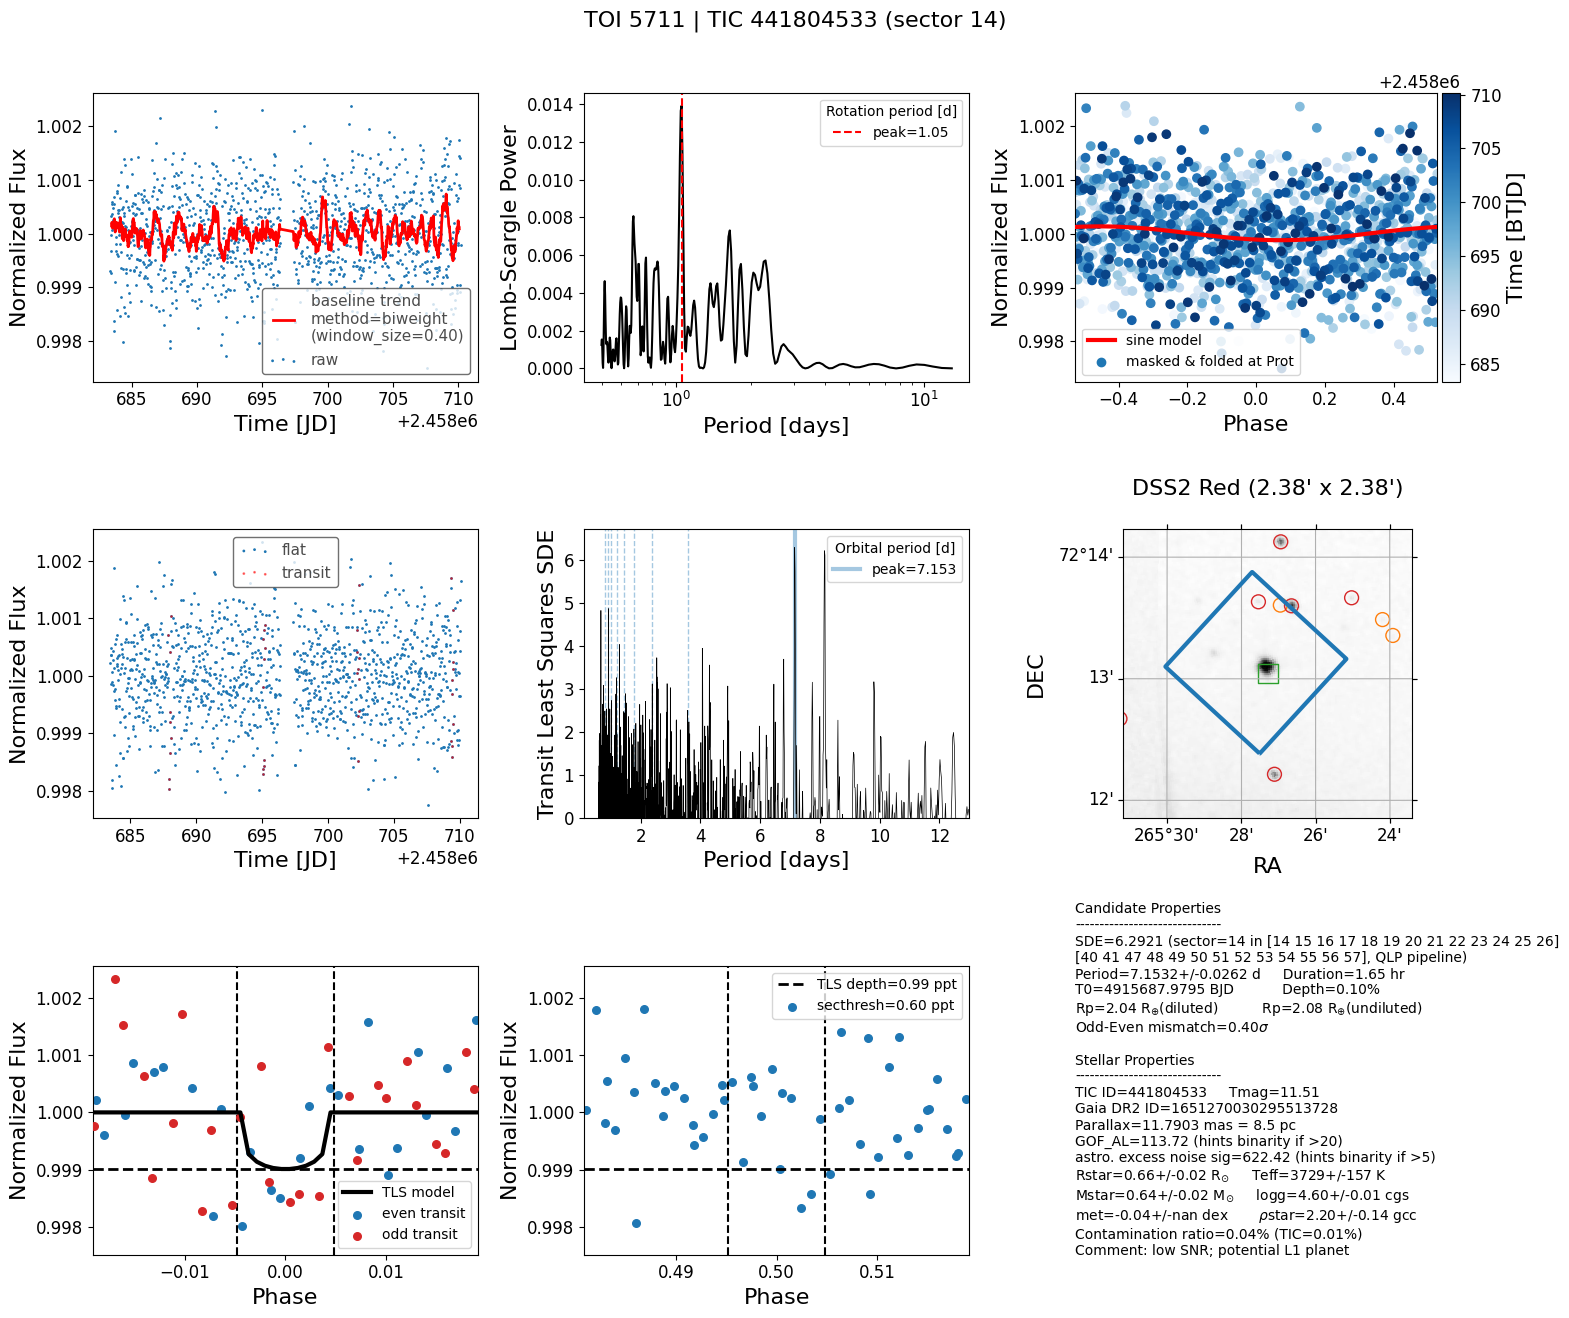 TOI 5711 | TIC 441804533 (sector 14)
Normalized Flux
1.002
1.001
1.000
0.999
0.998
baseline trend
method=biweight
(window_size=0.40)
raw
685 690 695 700 705 710
Time [JD]
+2.458e6
Lomb-Scargle Power
0.014
0.012
0.010
0.008
0.006
0.004
0.002
0.000
Rotation period [d]
peak=1.05
10⁰ 10¹
Period [days]
Normalized Flux
1.002
1.001
1.000
0.999
0.998
sine model
masked & folded at Prot
−0.4 −0.2 0.0 0.2 0.4
Phase
+2.458e6
710
705
700
695
690
685
Time [BTJD]
Normalized Flux
1.002
1.001
1.000
0.999
0.998
flat
transit
685 690 695 700 705 710
Time [JD]
+2.458e6
Transit Least Squares SDE
6
5
4
3
2
1
0
Orbital period [d]
peak=7.153
2 4 6 8 10 12
Period [days]
DSS2 Red (2.38' x 2.38')
DEC
72°14'
13'
12'
265°30' 28' 26' 24'
RA
Normalized Flux
1.002
1.001
1.000
0.999
0.998
TLS model
even transit
odd transit
−0.01 0.00 0.01
Phase
Normalized Flux
1.002
1.001
1.000
0.999
0.998
TLS depth=0.99 ppt
secthresh=0.60 ppt
0.49 0.50 0.51
Phase
Candidate Properties
------------------------------
SDE=6.2921 (sector=14 in [14 15 16 17 18 19 20 21 22 23 24 25 26]
[40 41 47 48 49 50 51 52 53 54 55 56 57], QLP pipeline)
Period=7.1532+/-0.0262 d Duration=1.65 hr
T0=4915687.9795 BJD Depth=0.10%
Rp=2.04 R⊕(diluted) Rp=2.08 R⊕(undiluted)
Odd-Even mismatch=0.40σ
Stellar Properties
------------------------------
TIC ID=441804533 Tmag=11.51
Gaia DR2 ID=1651270030295513728
Parallax=11.7903 mas = 8.5 pc
GOF_AL=113.72 (hints binarity if >20)
astro. excess noise sig=622.42 (hints binarity if >5)
Rstar=0.66+/-0.02 R☉ Teff=3729+/-157 K
Mstar=0.64+/-0.02 M☉ logg=4.60+/-0.01 cgs
met=-0.04+/-nan dex ρstar=2.20+/-0.14 gcc
Contamination ratio=0.04% (TIC=0.01%)
Comment: low SNR; potential L1 planet